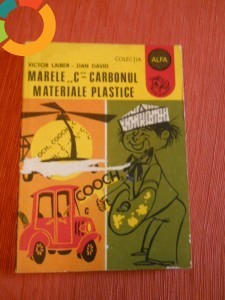 COLECȚIA
ALFA
VICTOR LAIBER - DAN DAVID
MARELE „C” CARBONUL
MATERIALE PLASTICE
COOCH